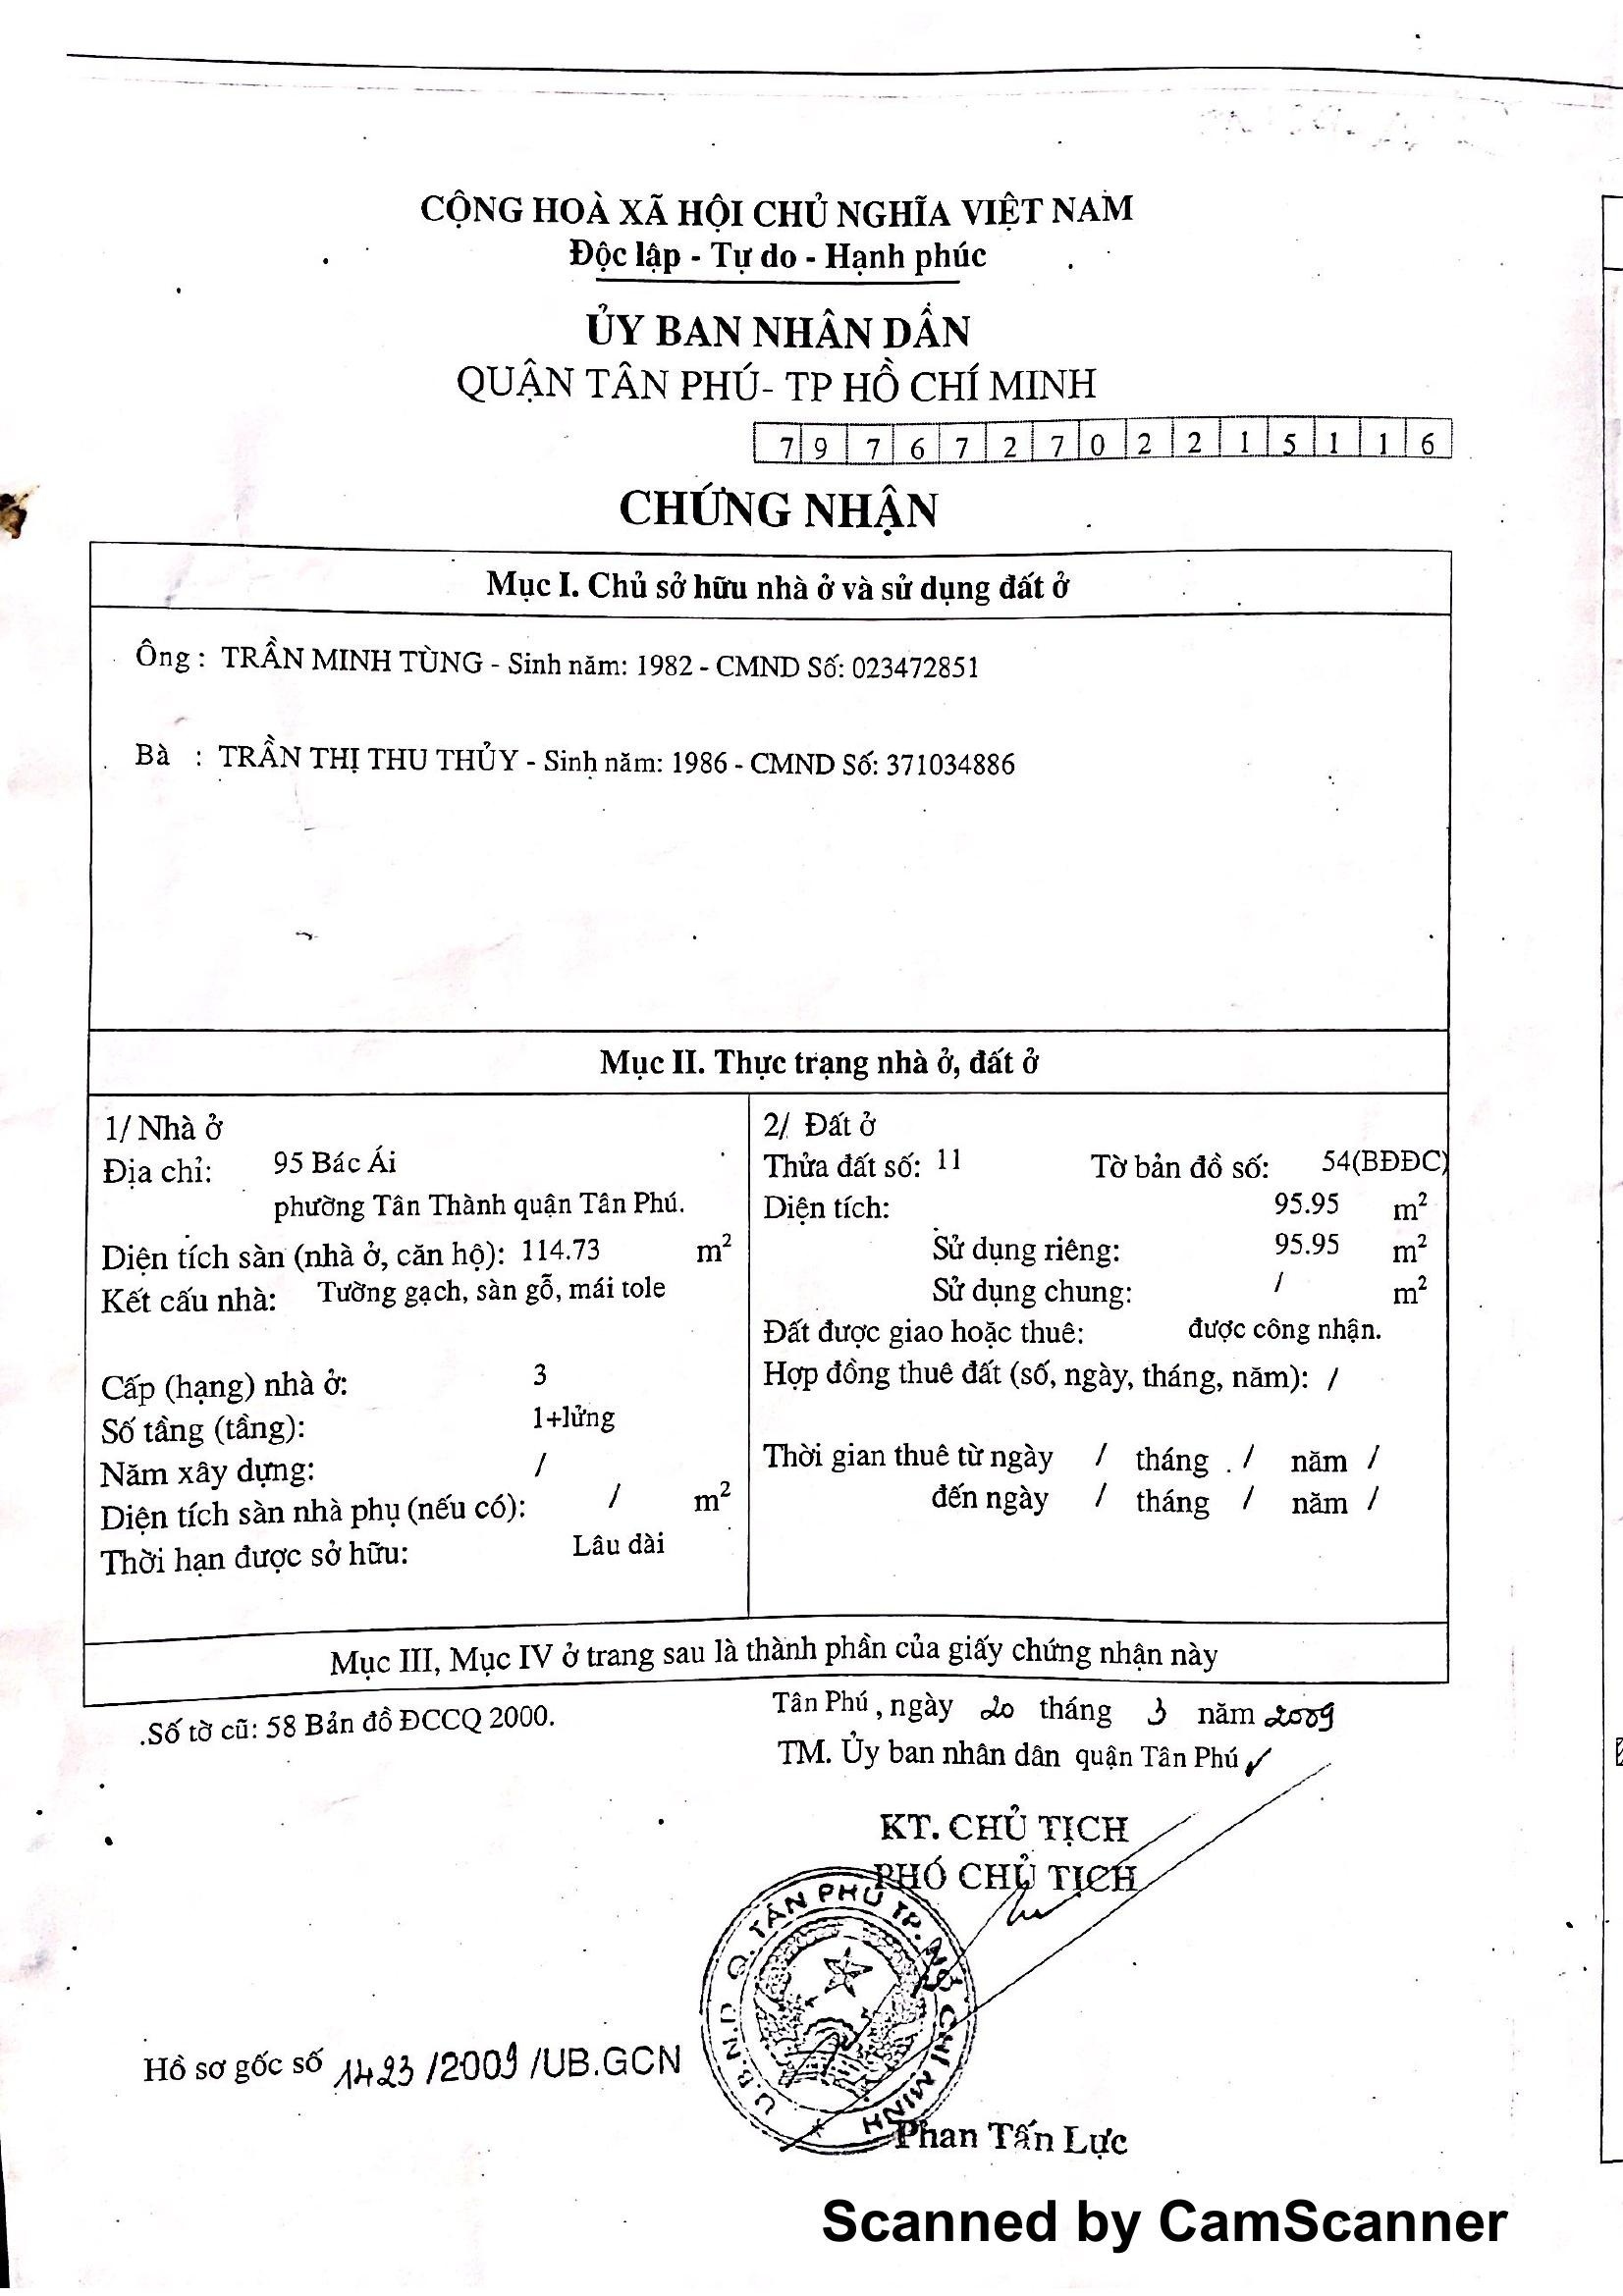 CỘNG HOÀ XÃ HỘI CHỦ NGHĨA VIỆT NAM
Độc lập - Tự do - Hạnh phúc
ỦY BAN NHÂN DÂN
QUẬN TÂN PHÚ- TP HỒ CHÍ MINH
7 9 7 6 7 2 7 0 2 2 1 5 1 1 6
CHỨNG NHẬN
Mục I. Chủ sở hữu nhà ở và sử dụng đất ở
Ông : TRẦN MINH TÙNG - Sinh năm: 1982 - CMND Số: 023472851
Bà : TRẦN THỊ THU THỦY - Sinh năm: 1986 - CMND Số: 371034886
Mục II. Thực trạng nhà ở, đất ở
1/ Nhà ở
Địa chỉ: 95 Bác Ái
phường Tân Thành quận Tân Phú.
Diện tích sàn (nhà ở, căn hộ): 114.73 m²
Kết cấu nhà: Tường gạch, sàn gỗ, mái tole
Cấp (hạng) nhà ở: 3
Số tầng (tầng): 1+lửng
Năm xây dựng: /
Diện tích sàn nhà phụ (nếu có): / m²
Thời hạn được sở hữu: Lâu dài
2/ Đất ở
Thửa đất số: 11 Tờ bản đồ số: 54(BĐĐC)
Diện tích: 95.95 m²
Sử dụng riêng: 95.95 m²
Sử dụng chung: / m²
Đất được giao hoặc thuê: được công nhận.
Hợp đồng thuê đất (số, ngày, tháng, năm): /
Thời gian thuê từ ngày / tháng / năm /
đến ngày / tháng / năm /
Mục III, Mục IV ở trang sau là thành phần của giấy chứng nhận này
.Số tờ cũ: 58 Bản đồ ĐCCQ 2000.
Tân Phú , ngày 20 tháng 3 năm 2009
TM. Ủy ban nhân dân quận Tân Phú
KT. CHỦ TỊCH
PHÓ CHỦ TỊCH
U.B.N.D Q. TÂN PHÚ TP. HỒ CHÍ MINH
Hồ sơ gốc số 1423 /2009 /UB.GCN
Phan Tấn Lực
Scanned by CamScanner